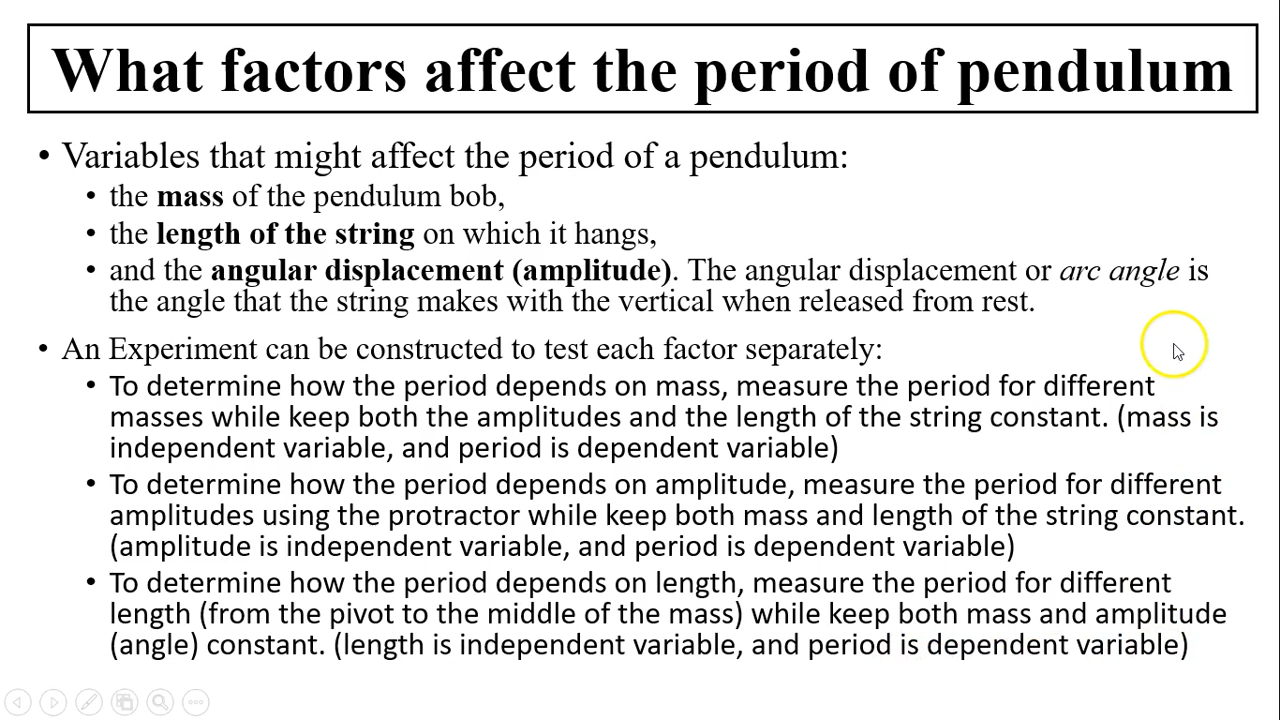 What factors affect the period of pendulum
• Variables that might affect the period of a pendulum:
• the mass of the pendulum bob,
• the length of the string on which it hangs,
• and the angular displacement (amplitude). The angular displacement or arc angle is
the angle that the string makes with the vertical when released from rest.
• An Experiment can be constructed to test each factor separately:
• To determine how the period depends on mass, measure the period for different
masses while keep both the amplitudes and the length of the string constant. (mass is
independent variable, and period is dependent variable)
• To determine how the period depends on amplitude, measure the period for different
amplitudes using the protractor while keep both mass and length of the string constant.
(amplitude is independent variable, and period is dependent variable)
• To determine how the period depends on length, measure the period for different
length (from the pivot to the middle of the mass) while keep both mass and amplitude
(angle) constant. (length is independent variable, and period is dependent variable)